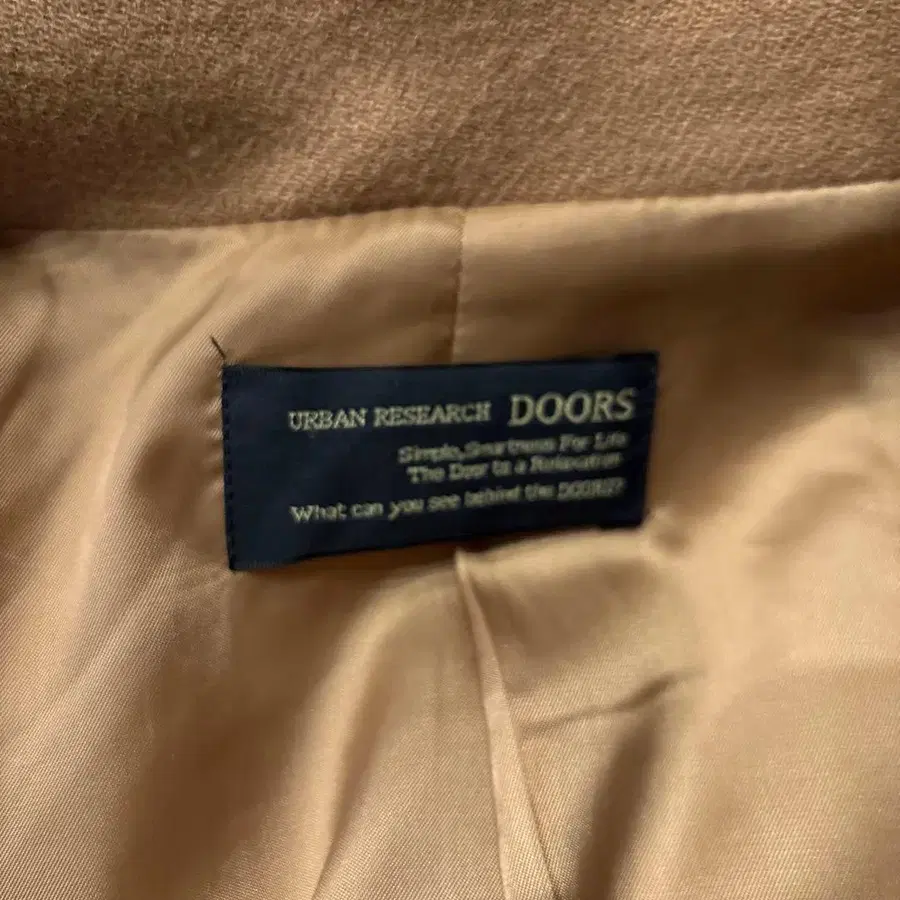 URBAN RESEARCH DOORS
Simple, Smartness For Life
The Door to a Relaxation
What can you see behind the DOORS?